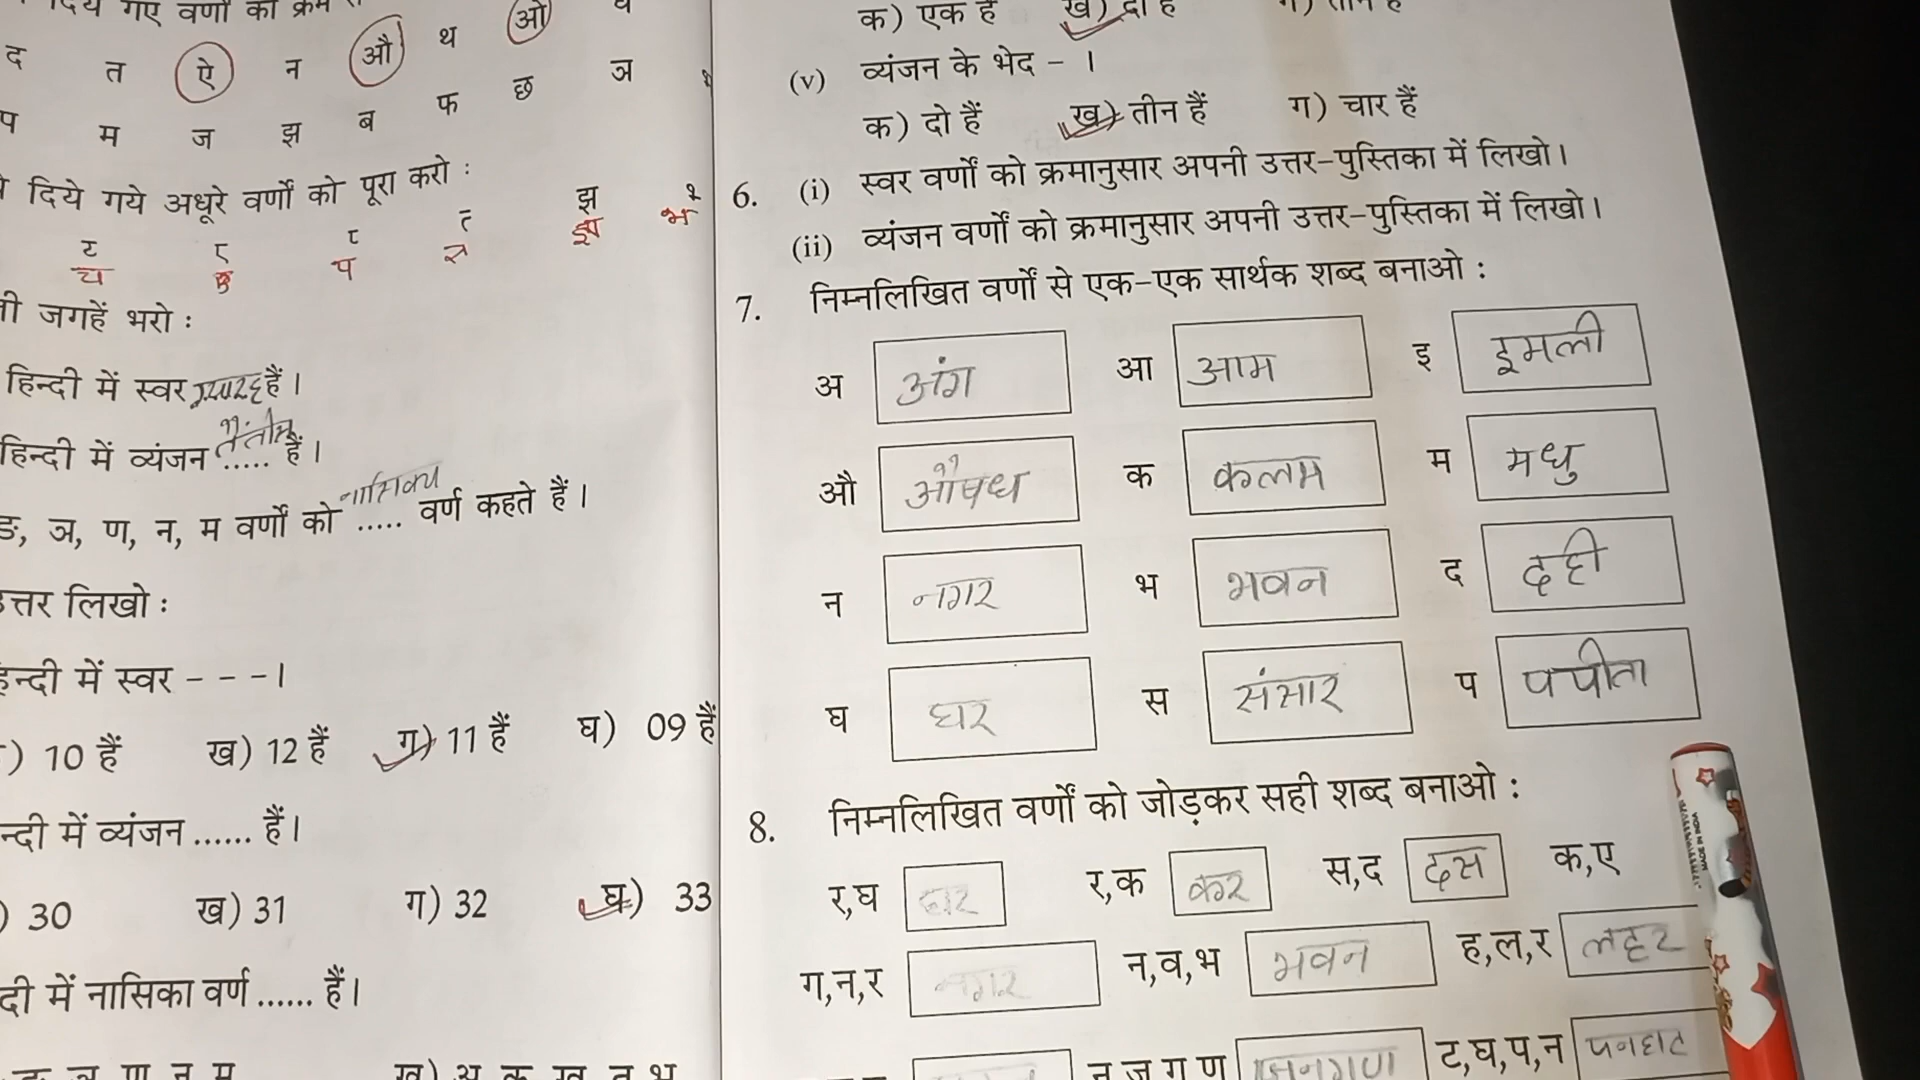 दिये गए वर्णों को क्रम
द त ऐ न औ थ ओ
प म ज झ ब फ छ ञ
दिये गये अधूरे वर्णों को पूरा करो :
झ
च प झ भ
जगहें भरो :
हिन्दी में स्वर ग्यारह हैं।
हिन्दी में व्यंजन तैंतीस ..... हैं।
ङ, ञ, ण, न, म वर्णों को नासिक्य ..... वर्ण कहते हैं।
उत्तर लिखो :
हिन्दी में स्वर - - -।
) 10 हैं ख) 12 हैं ग) 11 हैं घ) 09 हैं
न्दी में व्यंजन ...... हैं।
) 30 ख) 31 ग) 32 घ) 33
दी में नासिका वर्ण ...... हैं।
ञ ण न म ख) अ क ख त भ
क) एक है ख) दो हैं ग) तीन हैं
(v) व्यंजन के भेद – ।
क) दो हैं ख) तीन हैं ग) चार हैं
6. (i) स्वर वर्णों को क्रमानुसार अपनी उत्तर-पुस्तिका में लिखो।
(ii) व्यंजन वर्णों को क्रमानुसार अपनी उत्तर-पुस्तिका में लिखो।
7. निम्नलिखित वर्णों से एक-एक सार्थक शब्द बनाओ :
अ अंग आ आम इ इमली
औ औषध क कलम म मधु
न नगर भ भवन द दही
घ घर स संसार प पपीता
8. निम्नलिखित वर्णों को जोड़कर सही शब्द बनाओ :
र,घ घर र,क कर स,द दस क,ए
ग,न,र नगर न,व,भ भवन ह,ल,र लहर
न ज ग ण जनगण ट,घ,प,न पनघट